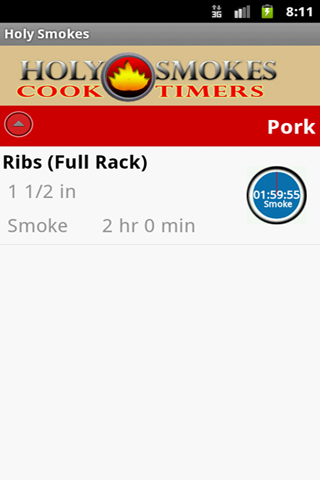 3G 8:11
Holy Smokes
HOLY SMOKES
COOK TIMERS
Pork
Ribs (Full Rack)
1 1/2 in
01:59:55
Smoke
Smoke 2 hr 0 min